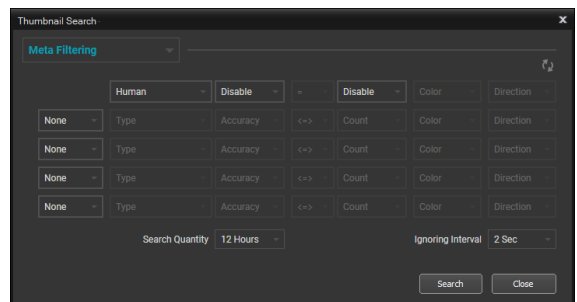 Thumbnail Search
x
Meta Filtering
Human Disable = Disable Color Direction
None Type Accuracy <=> Count Color Direction
None Type Accuracy <=> Count Color Direction
None Type Accuracy <=> Count Color Direction
None Type Accuracy <=> Count Color Direction
Search Quantity 12 Hours Ignoring Interval 2 Sec
Search Close